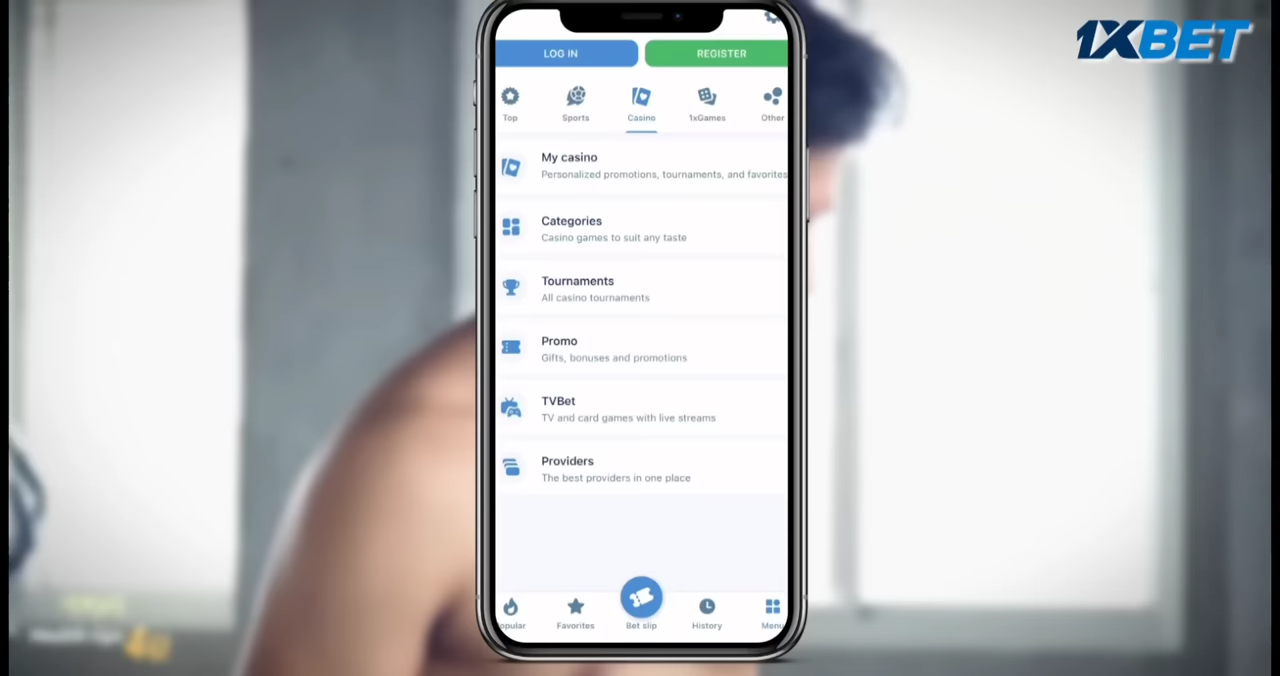 1XBET
LOG IN
REGISTER
Top
Sports
Casino
1xGames
Other
My casino
Personalized promotions, tournaments, and favorites
Categories
Casino games to suit any taste
Tournaments
All casino tournaments
Promo
Gifts, bonuses and promotions
TVBet
TV and card games with live streams
Providers
The best providers in one place
opular
Favorites
Bet slip
History
Menu